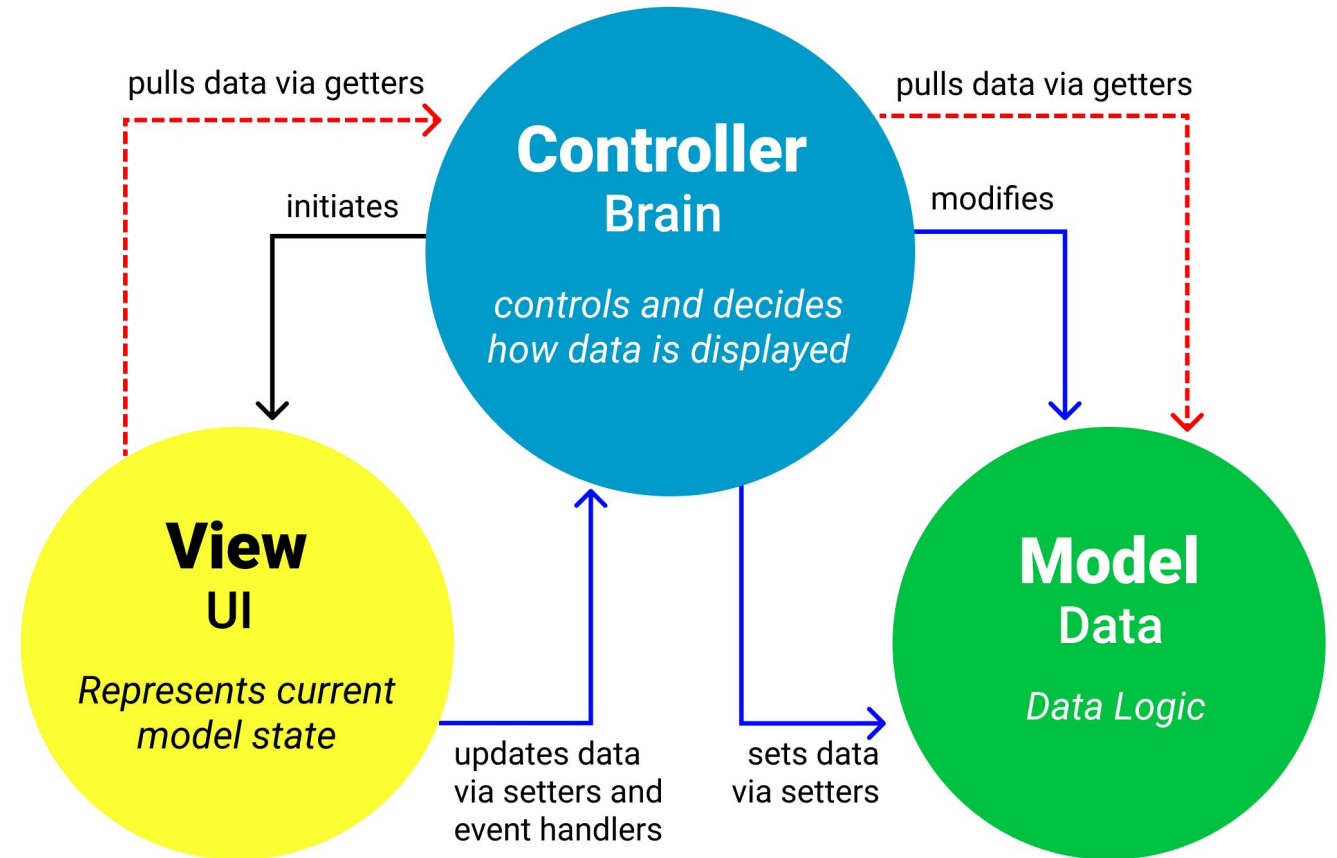 pulls data via getters
pulls data via getters
Controller
Brain
initiates
modifies
controls and decides
how data is displayed
View
UI
Represents current
model state
Model
Data
Data Logic
updates data
via setters and
event handlers
sets data
via setters